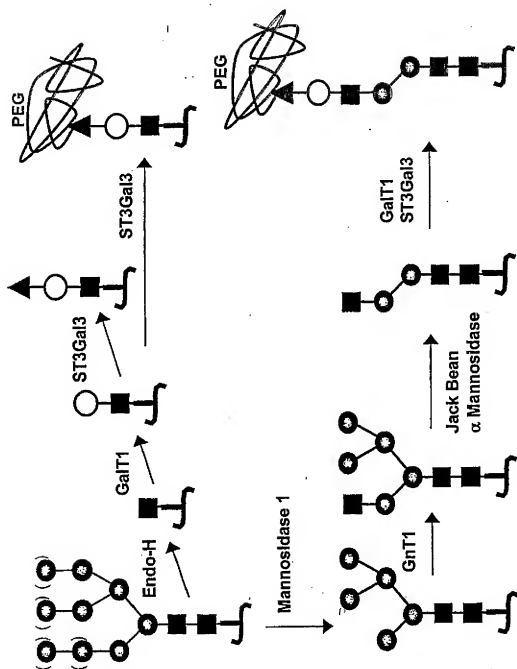 Endo-H
GalT1
ST3Gal3
ST3Gal3
PEG
Mannosidase 1
GnT1
Jack Bean
α Mannosidase
GalT1
ST3Gal3
PEG